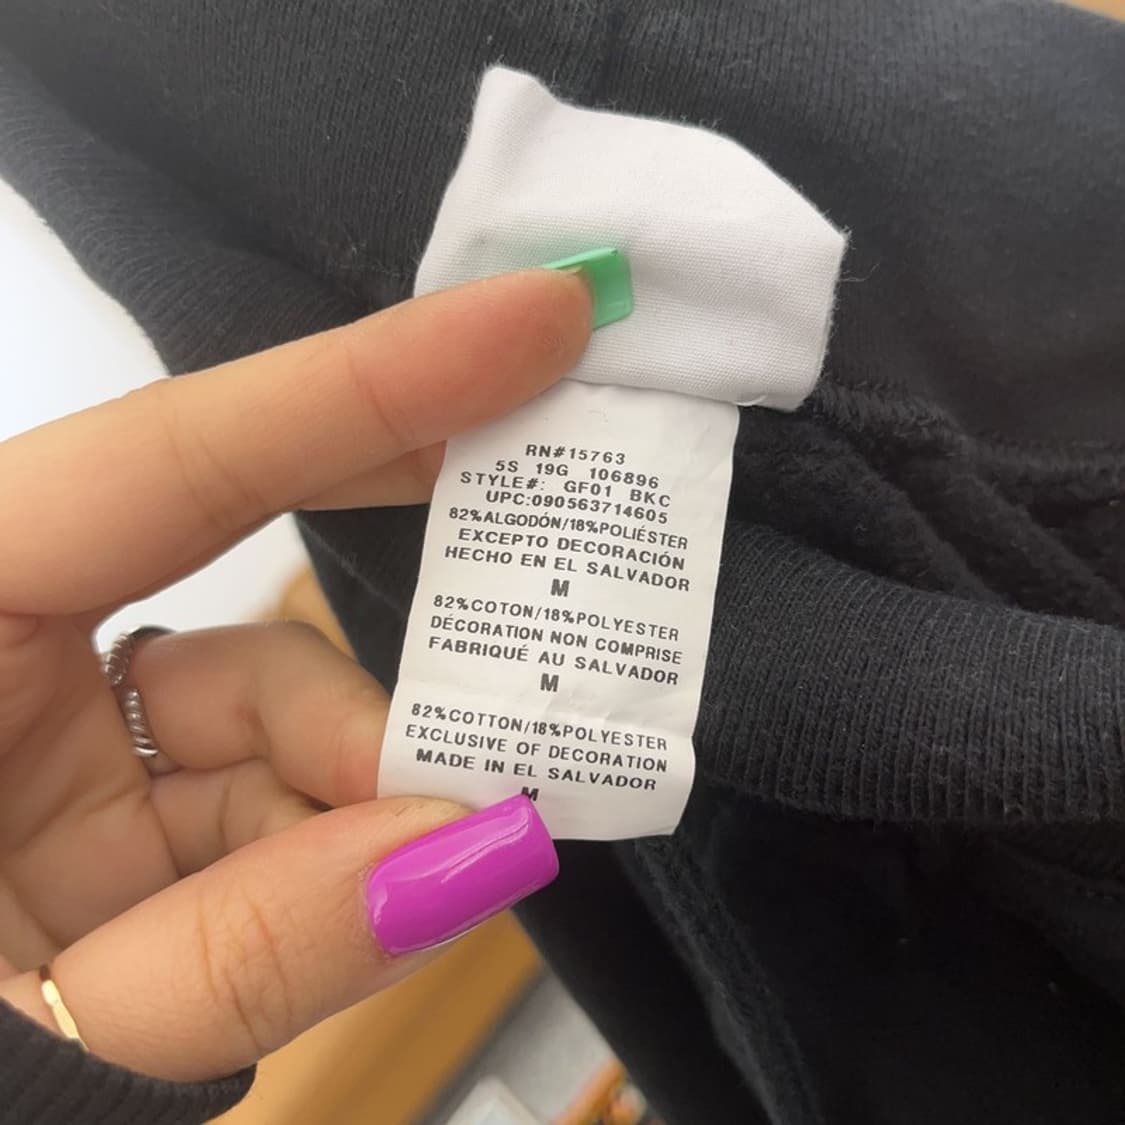 RN#15763
5S 19G 106896
STYLE#: GF01 BKC
UPC:090563714605
82%ALGODÓN/18%POLIÉSTER
EXCEPTO DECORACIÓN
HECHO EN EL SALVADOR
M
82%COTON/18%POLYESTER
DÉCORATION NON COMPRISE
FABRIQUÉ AU SALVADOR
M
82%COTTON/18%POLYESTER
EXCLUSIVE OF DECORATION
MADE IN EL SALVADOR
M